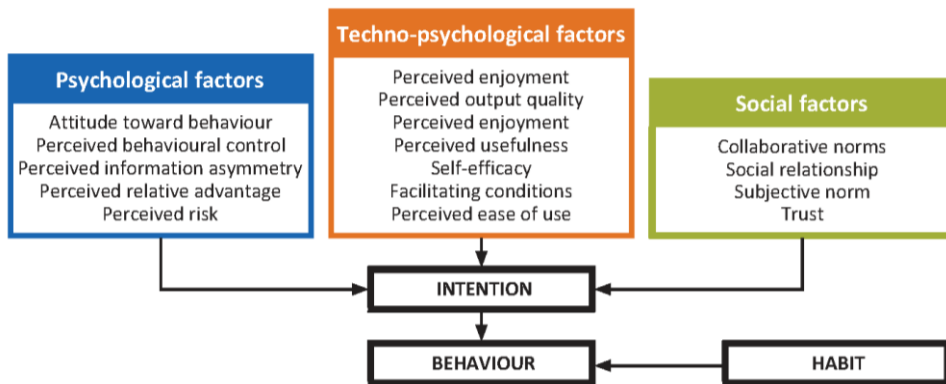 Psychological factors
Attitude toward behaviour
Perceived behavioural control
Perceived information asymmetry
Perceived relative advantage
Perceived risk
Techno-psychological factors
Perceived enjoyment
Perceived output quality
Perceived enjoyment
Perceived usefulness
Self-efficacy
Facilitating conditions
Perceived ease of use
Social factors
Collaborative norms
Social relationship
Subjective norm
Trust
INTENTION
BEHAVIOUR
HABIT